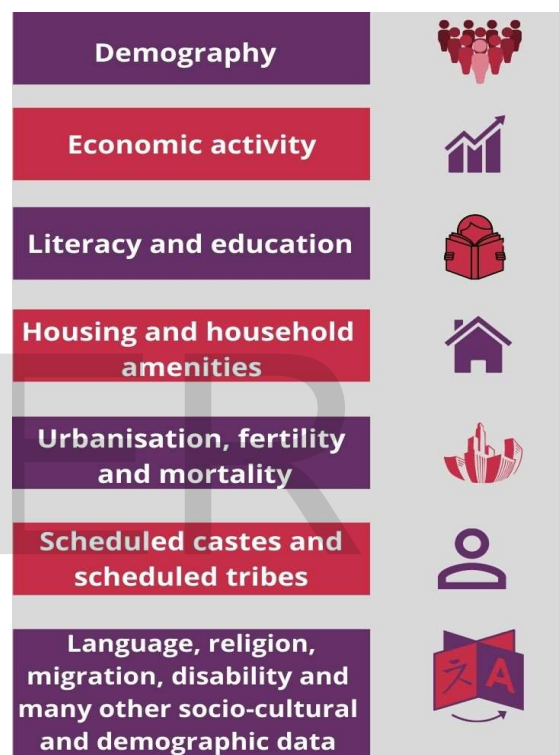 Demography
Economic activity
Literacy and education
Housing and household
amenities
Urbanisation, fertility
and mortality
Scheduled castes and
scheduled tribes
Language, religion,
migration, disability and
many other socio-cultural
and demographic data
ER
A